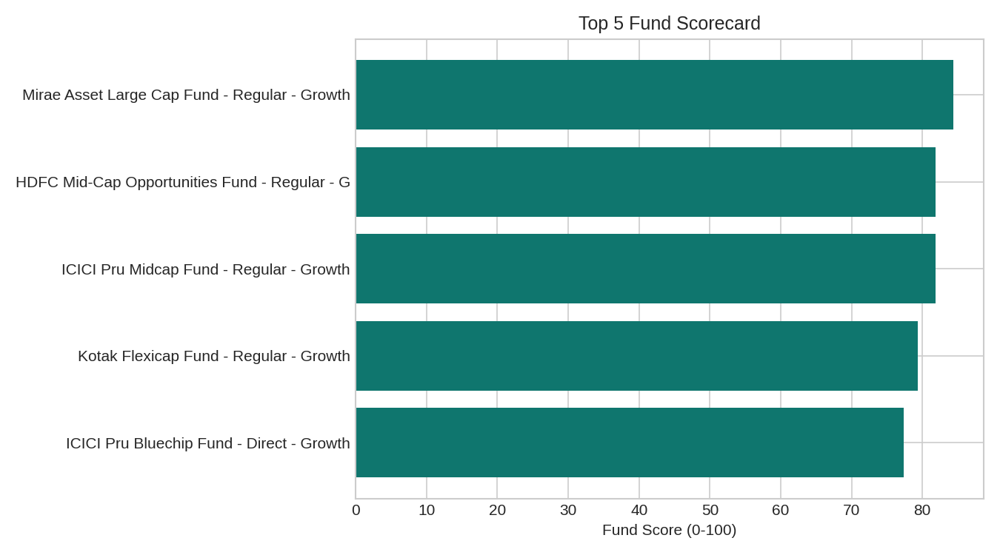 Top 5 Fund Scorecard
Mirae Asset Large Cap Fund - Regular - Growth
HDFC Mid-Cap Opportunities Fund - Regular - G
ICICI Pru Midcap Fund - Regular - Growth
Kotak Flexicap Fund - Regular - Growth
ICICI Pru Bluechip Fund - Direct - Growth
0 10 20 30 40 50 60 70 80
Fund Score (0-100)